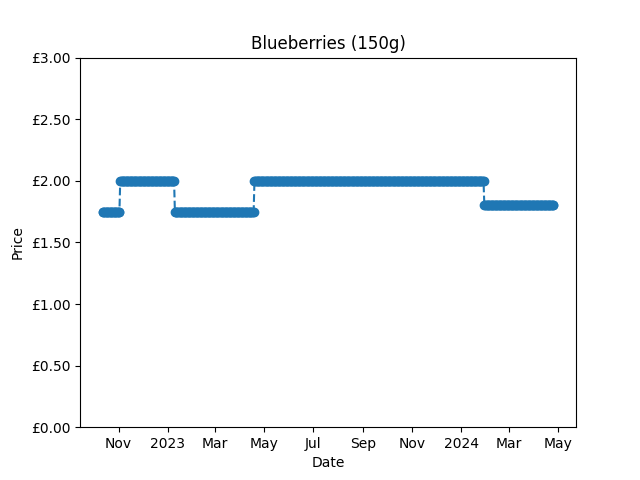 Blueberries (150g)
£3.00
£2.50
£2.00
£1.50
£1.00
£0.50
£0.00
Price
Nov 2023 Mar May Jul Sep Nov 2024 Mar May
Date